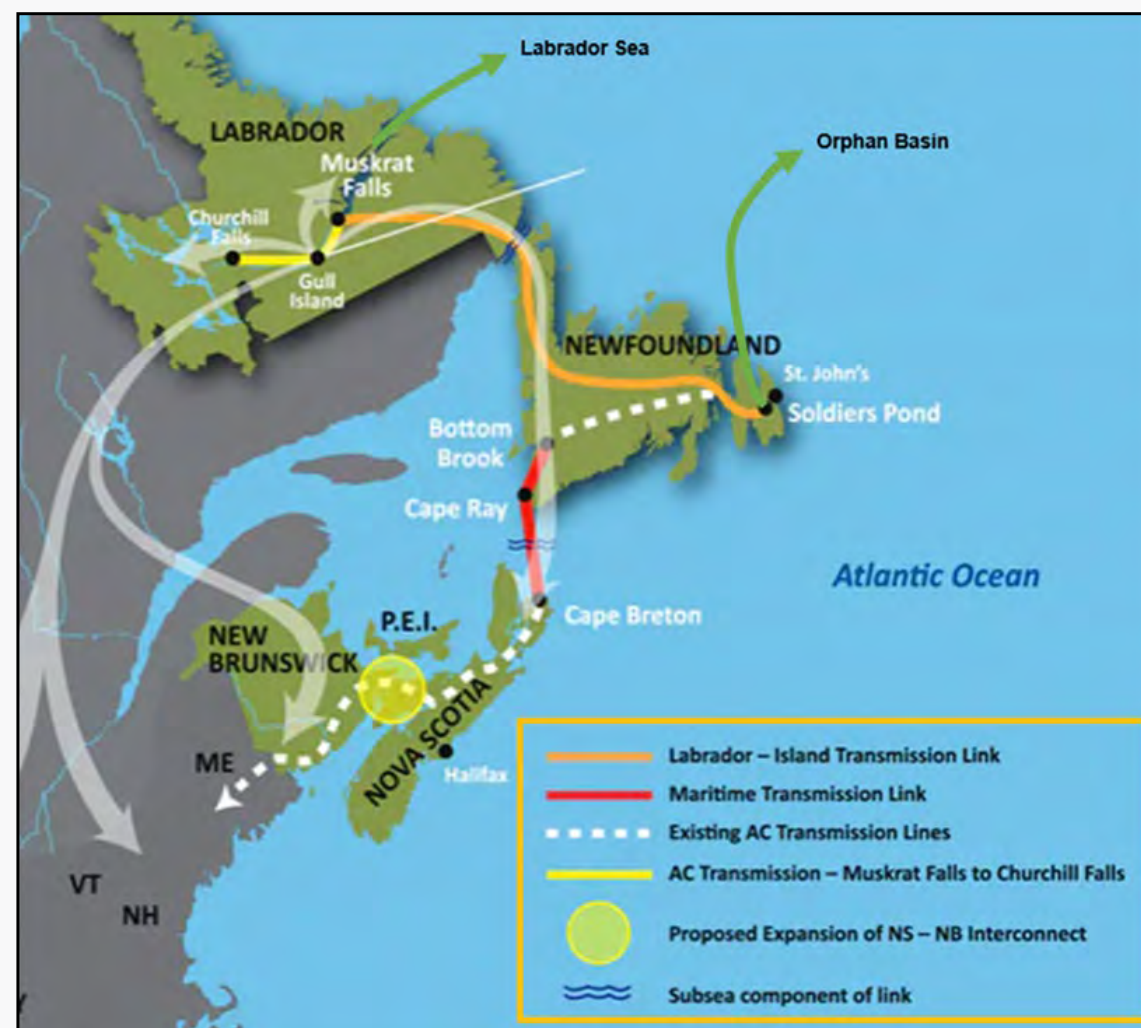 Labrador Sea
Orphan Basin
LABRADOR
Muskrat
Falls
Churchill
Falls
Gull
Island
NEWFOUNDLAND
St. John's
Soldiers Pond
Bottom
Brook
Cape Ray
Atlantic Ocean
Cape Breton
P.E.I.
NEW
BRUNSWICK
NOVA SCOTIA
ME
Halifax
VT
NH
Labrador – Island Transmission Link
Maritime Transmission Link
Existing AC Transmission Lines
AC Transmission – Muskrat Falls to Churchill Falls
Proposed Expansion of NS – NB Interconnect
Subsea component of link